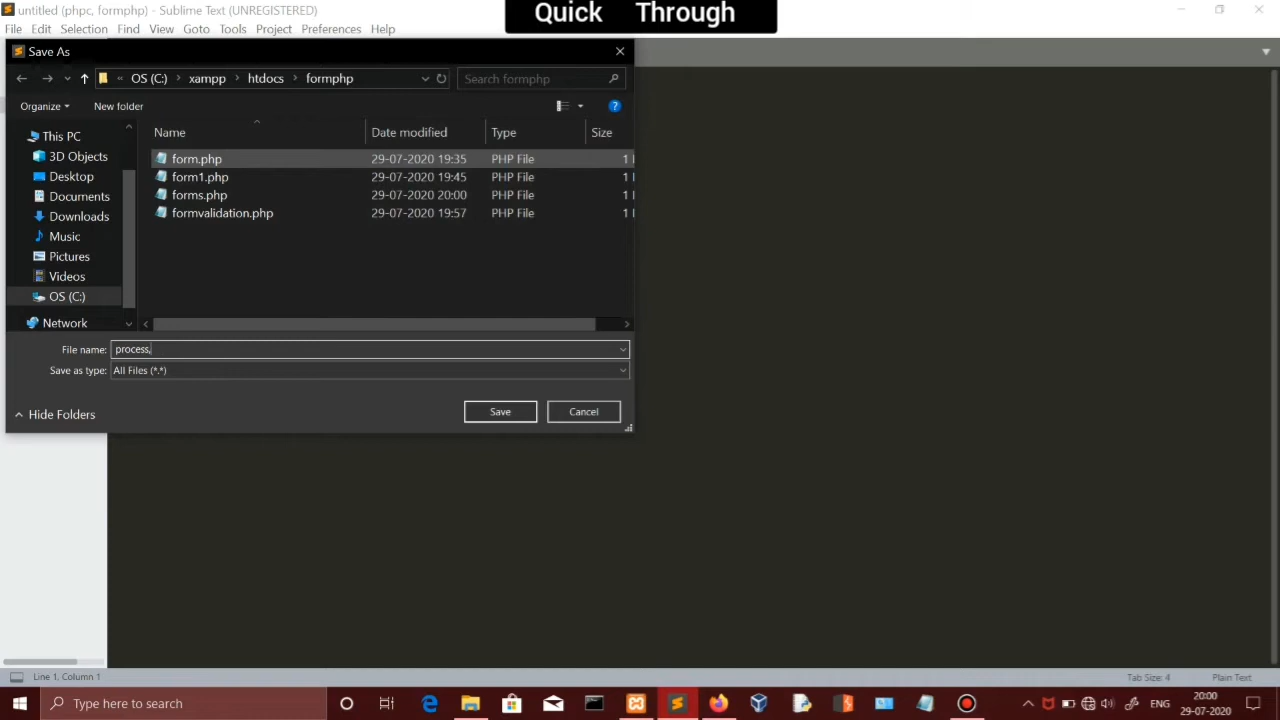 untitled (phpc, formphp) - Sublime Text (UNREGISTERED)
Quick Through
File Edit Selection Find View Goto Tools Project Preferences Help
Save As
« OS (C:) › xampp › htdocs › formphp
Search formphp
Organize
New folder
This PC
3D Objects
Desktop
Documents
Downloads
Music
Pictures
Videos
OS (C:)
Network
Name Date modified Type Size
form.php 29-07-2020 19:35 PHP File 1
form1.php 29-07-2020 19:45 PHP File 1
forms.php 29-07-2020 20:00 PHP File 1
formvalidation.php 29-07-2020 19:57 PHP File 1
File name: process,
Save as type: All Files (*.*)
Hide Folders
Save
Cancel
Line 1, Column 1
Tab Size: 4
Plain Text
Type here to search
ENG
20:00
29-07-2020